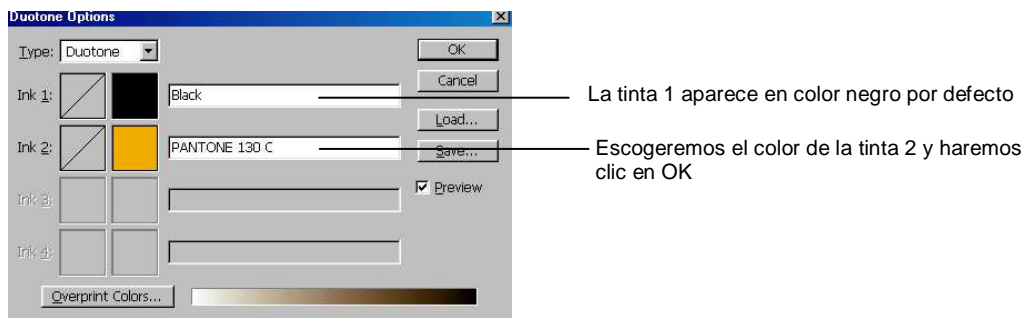 Duotone Options
Type: Duotone
OK
Ink 1: Black
Cancel
La tinta 1 aparece en color negro por defecto
Load...
Ink 2: PANTONE 130 C
Save...
Escogeremos el color de la tinta 2 y haremos
clic en OK
Preview
Ink 3:
Ink 4:
Overprint Colors...